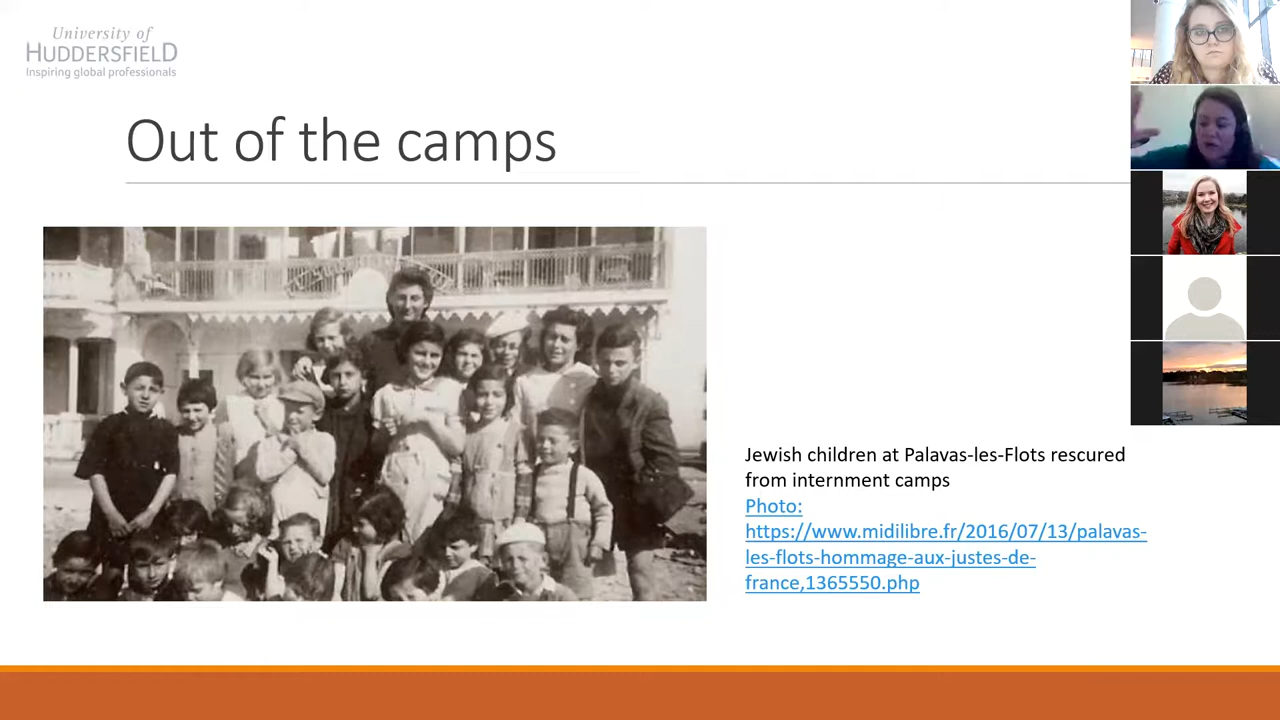 University of
HUDDERSFIELD
Inspiring global professionals
Out of the camps
Jewish children at Palavas-les-Flots rescured
from internment camps
Photo:
https://www.midilibre.fr/2016/07/13/palavas-
les-flots-hommage-aux-justes-de-
france,1365550.php